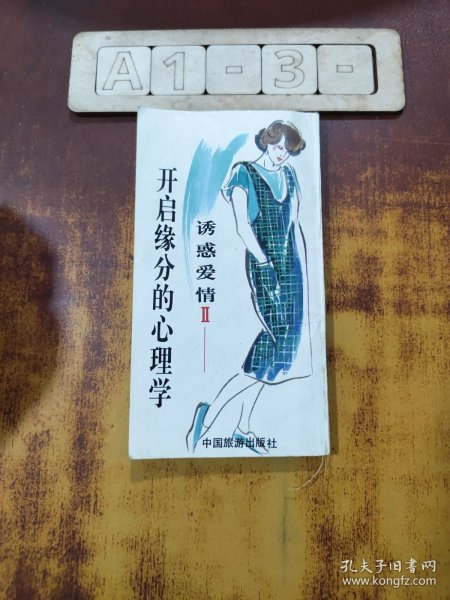 A1-3-
诱惑爱情II——
开启缘分的心理学
中国旅游出版社
孔夫子旧书网
www.kongfz.com